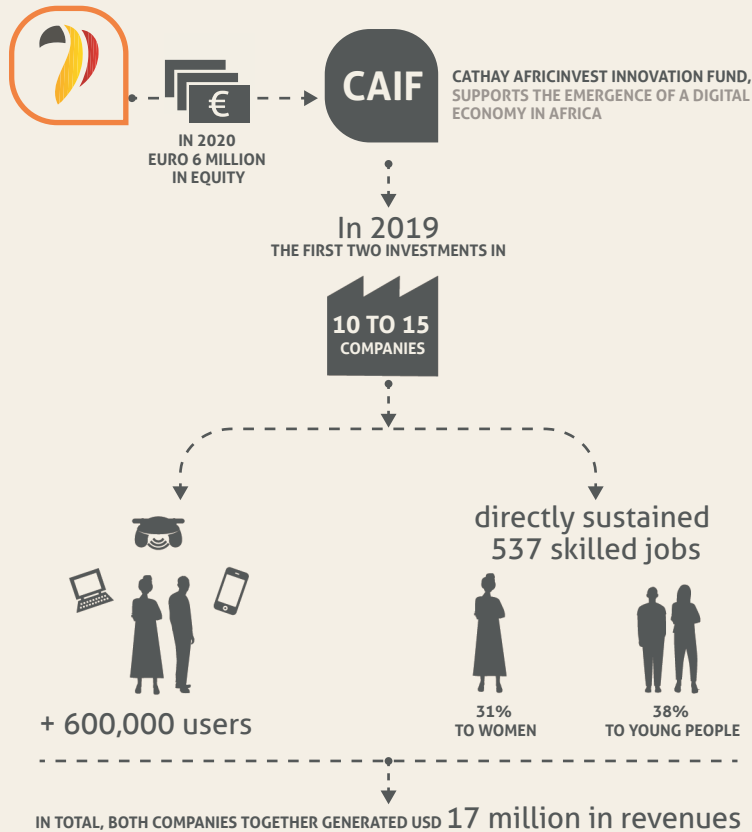 €
IN 2020
EURO 6 MILLION
IN EQUITY
CAIF
CATHAY AFRICINVEST INNOVATION FUND,
SUPPORTS THE EMERGENCE OF A DIGITAL
ECONOMY IN AFRICA
In 2019
THE FIRST TWO INVESTMENTS IN
10 TO 15
COMPANIES
+ 600,000 users
directly sustained
537 skilled jobs
31%
TO WOMEN
38%
TO YOUNG PEOPLE
IN TOTAL, BOTH COMPANIES TOGETHER GENERATED USD 17 million in revenues